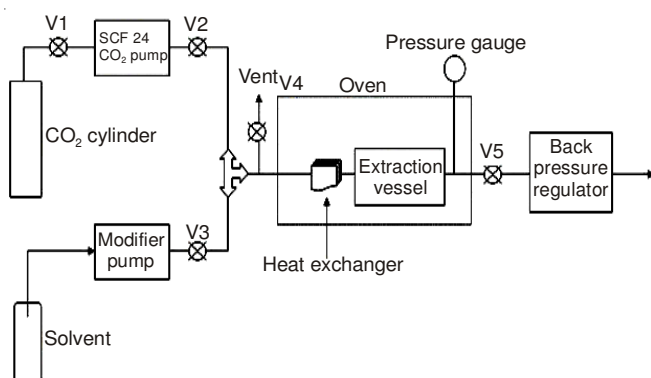 V1
V2
SCF 24
CO₂ pump
Pressure gauge
Vent
V4
Oven
CO₂ cylinder
Extraction
vessel
V5
Back
pressure
regulator
Modifier
pump
V3
Heat exchanger
Solvent